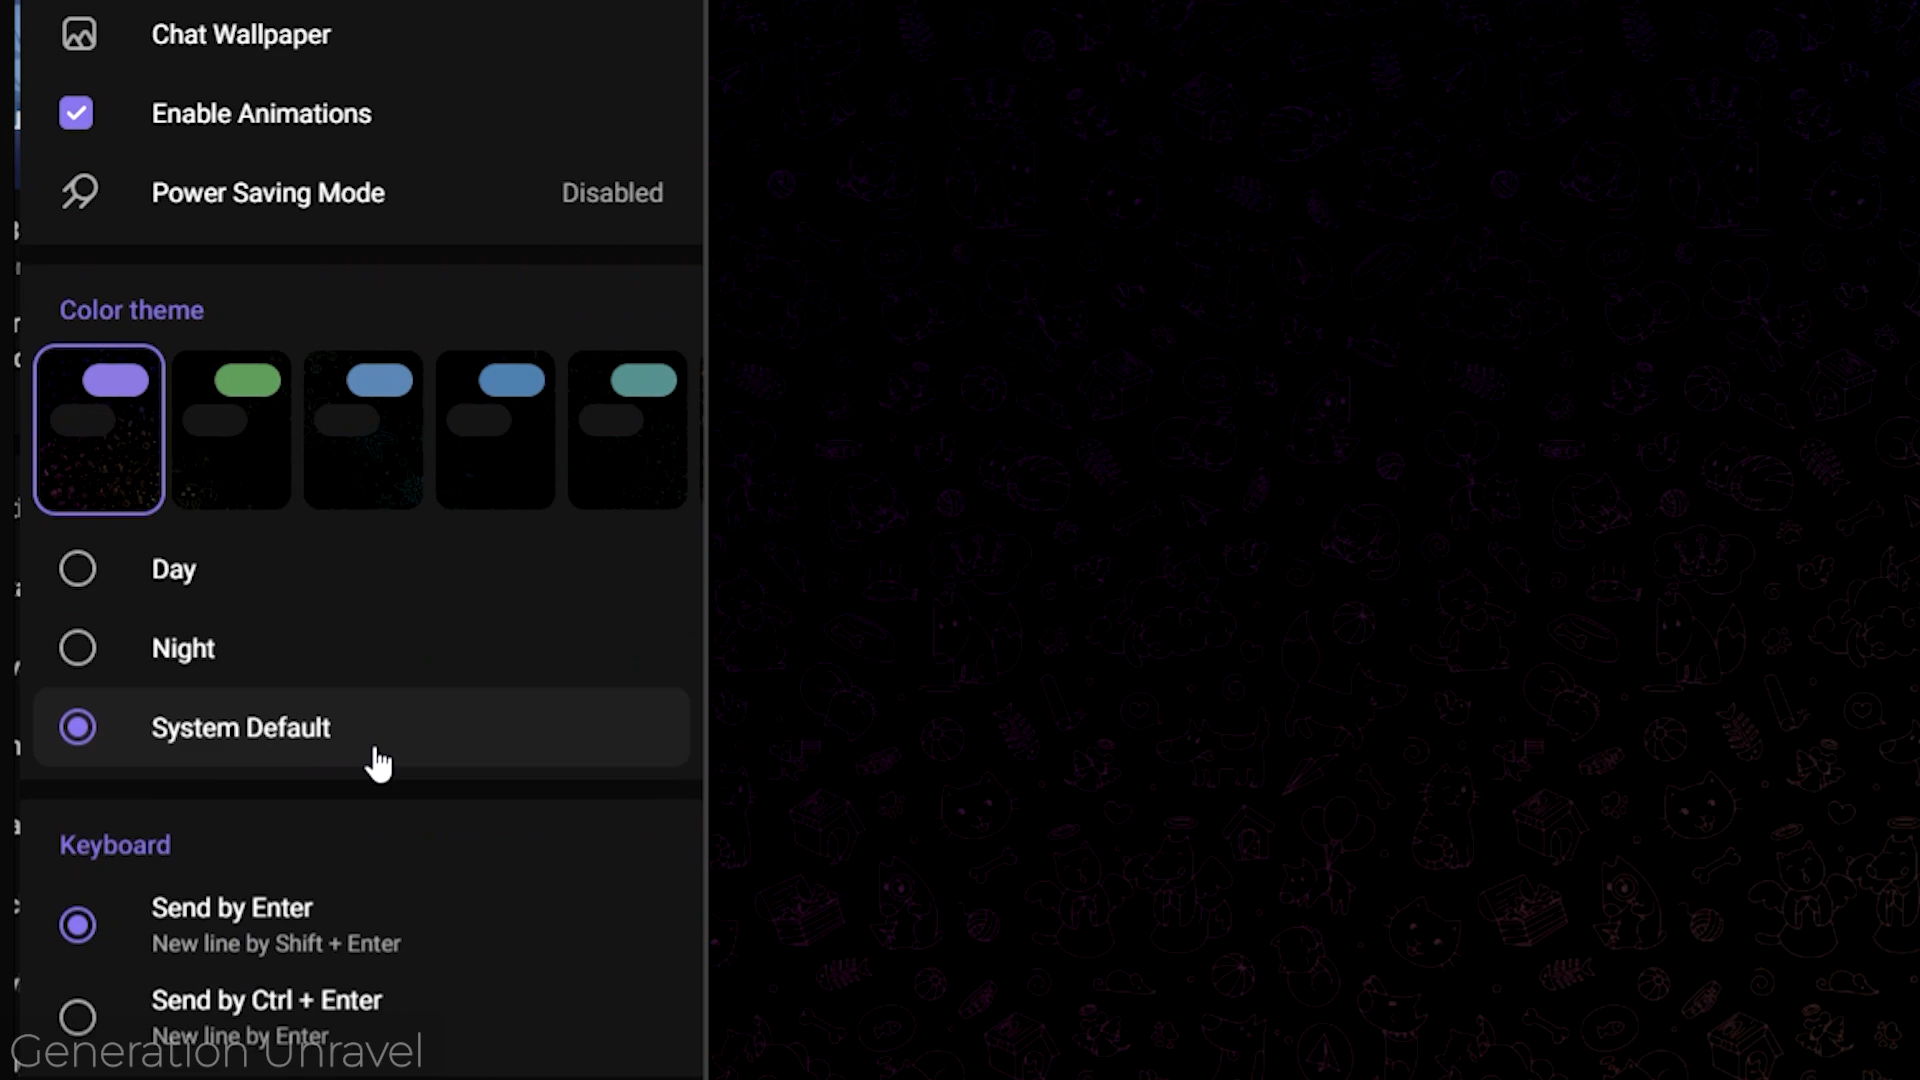 Chat Wallpaper
Enable Animations
Power Saving Mode Disabled
Color theme
Day
Night
System Default
Keyboard
Send by Enter
New line by Shift + Enter
Send by Ctrl + Enter
New line by Enter
Generation Unravel